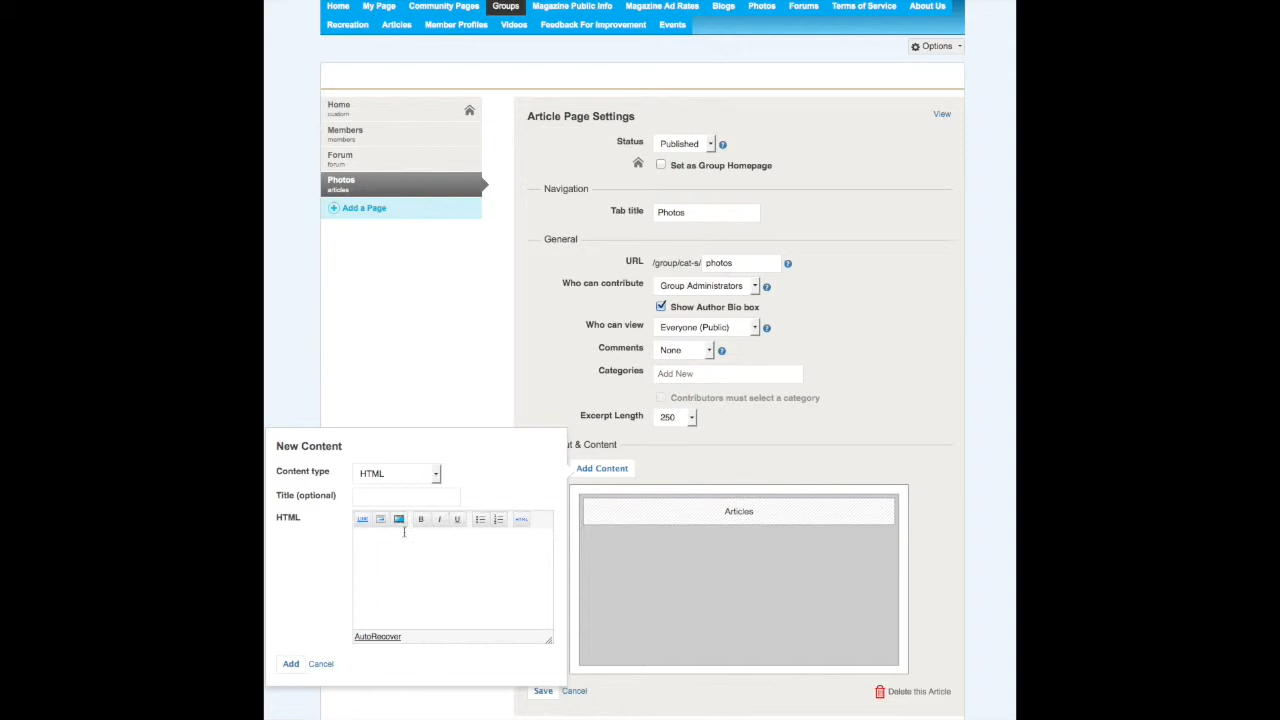 Home My Page Community Pages Groups Magazine Public Info Magazine Ad Rates Blogs Photos Forums Terms of Service About Us
Recreation Articles Member Profiles Videos Feedback For Improvement Events
Options
Home
custom
Members
members
Forum
forum
Photos
articles
Add a Page
Article Page Settings View
Status Published
Set as Group Homepage
Navigation
Tab title Photos
General
URL /group/cat-s/ photos
Who can contribute Group Administrators
Show Author Bio box
Who can view Everyone (Public)
Comments None
Categories Add New
Contributors must select a category
Excerpt Length 250
t & Content
Add Content
Articles
New Content
Content type HTML
Title (optional)
HTML
LINK B I U HTML
AutoRecover
Add Cancel
Save Cancel Delete this Article